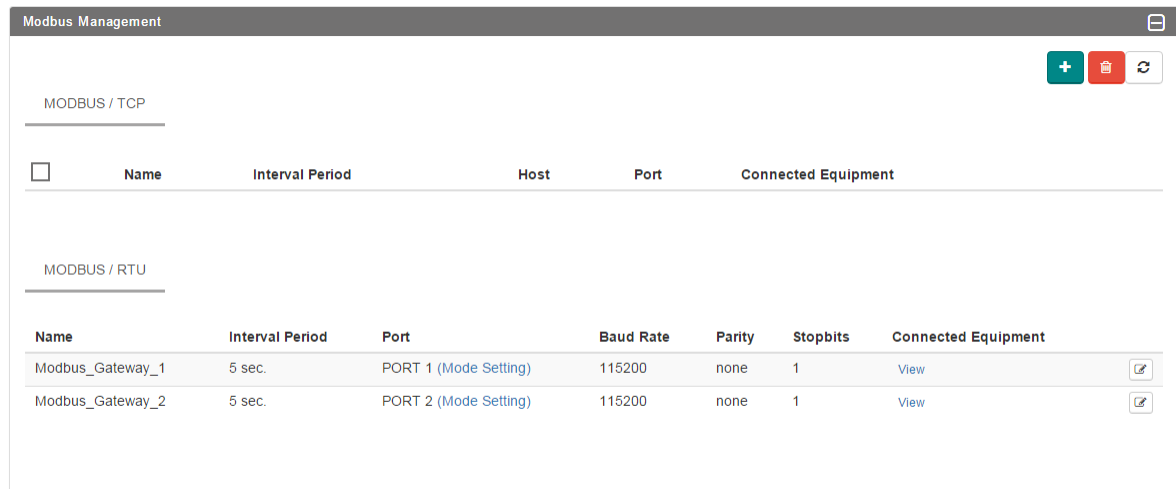 Modbus Management
MODBUS / TCP
Name Interval Period Host Port Connected Equipment
MODBUS / RTU
Name Interval Period Port Baud Rate Parity Stopbits Connected Equipment
Modbus_Gateway_1 5 sec. PORT 1 (Mode Setting) 115200 none 1 View
Modbus_Gateway_2 5 sec. PORT 2 (Mode Setting) 115200 none 1 View